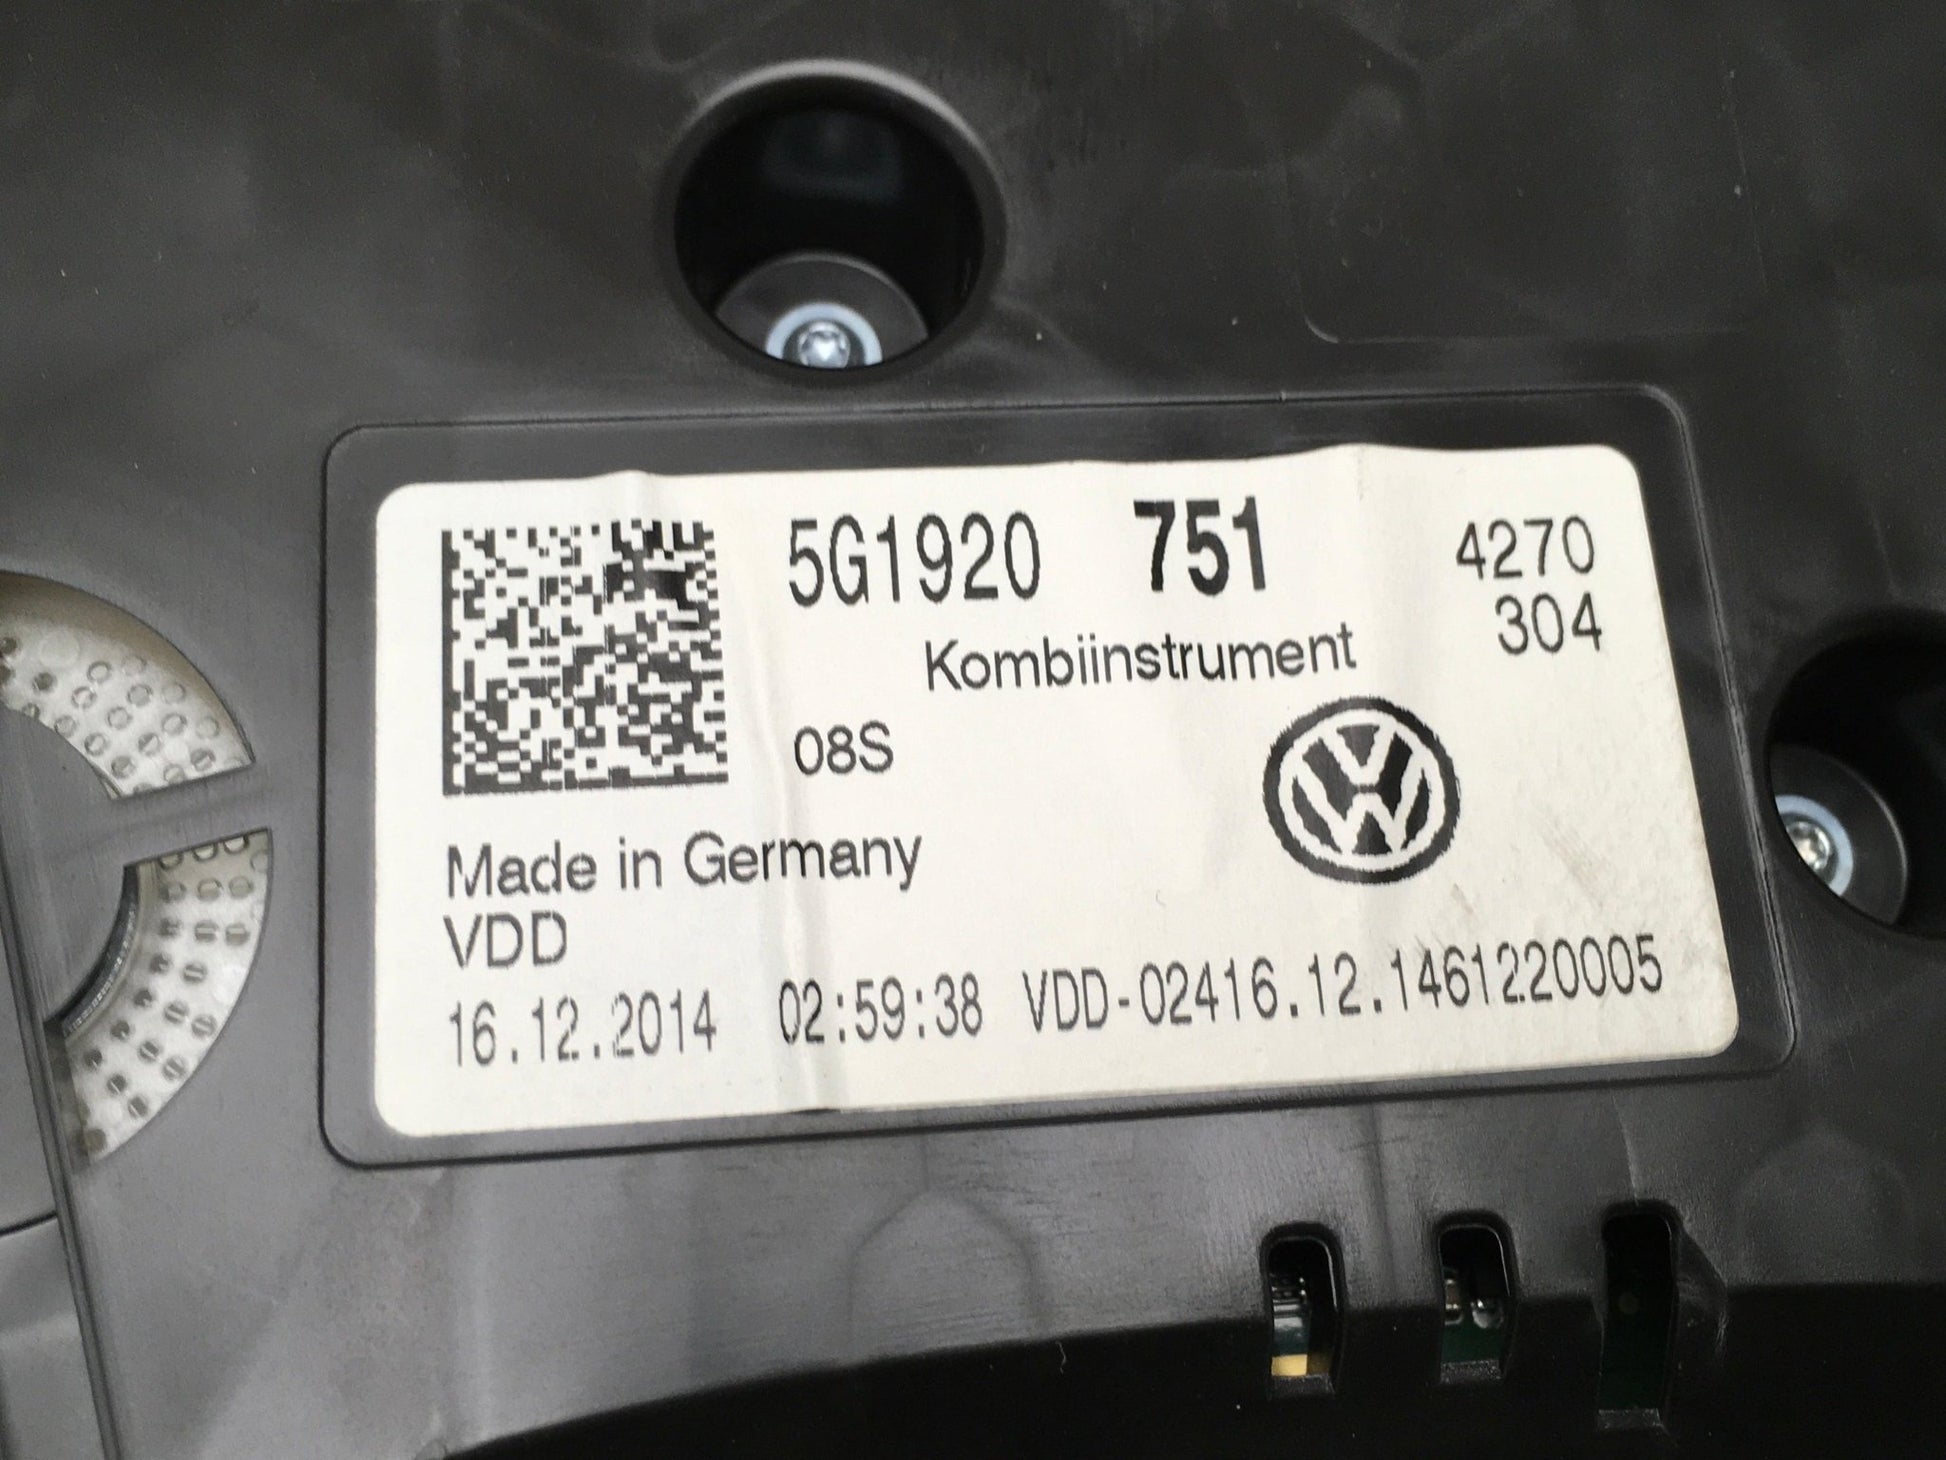 5G1920 751 4270
304
Kombiinstrument
08S
Made in Germany
VDD
16.12.2014 02:59:38 VDD-02416.12.1461220005